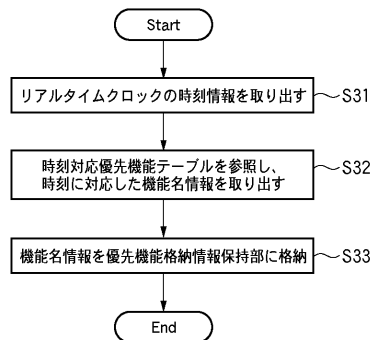 Start
リアルタイムクロックの時刻情報を取り出す
S31
時刻対応優先機能テーブルを参照し、
時刻に対応した機能名情報を取り出す
S32
機能名情報を優先機能格納情報保持部に格納
S33
End